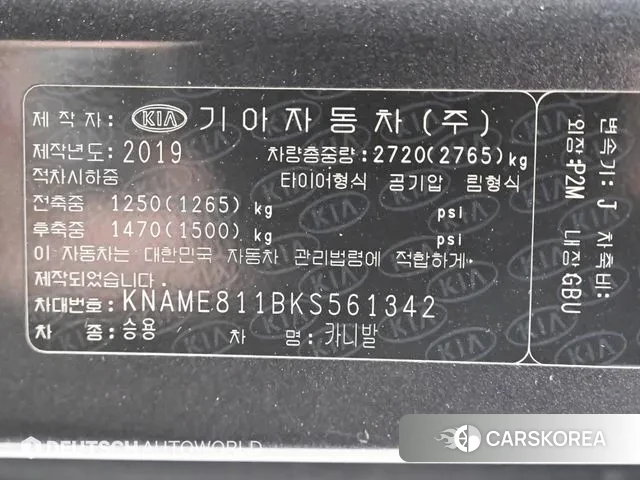 제 작 자: KIA 기아자동차(주)
제작년도: 2019 차량총중량: 2720(2765)kg
적차시하중 타이어형식 공기압 림형식
전축중 1250(1265) kg psi
후축중 1470(1500) kg psi
이 자동차는 대한민국 자동차 관리법령에 적합하게
제작되었습니다.
차대번호: KNAME811BKS561342
차 종: 승용 차 명: 카니발
변속기: J 차축비:
외장:P2M 내장:GBU
DEUTSCH AUTOWORLD
CARSKOREA